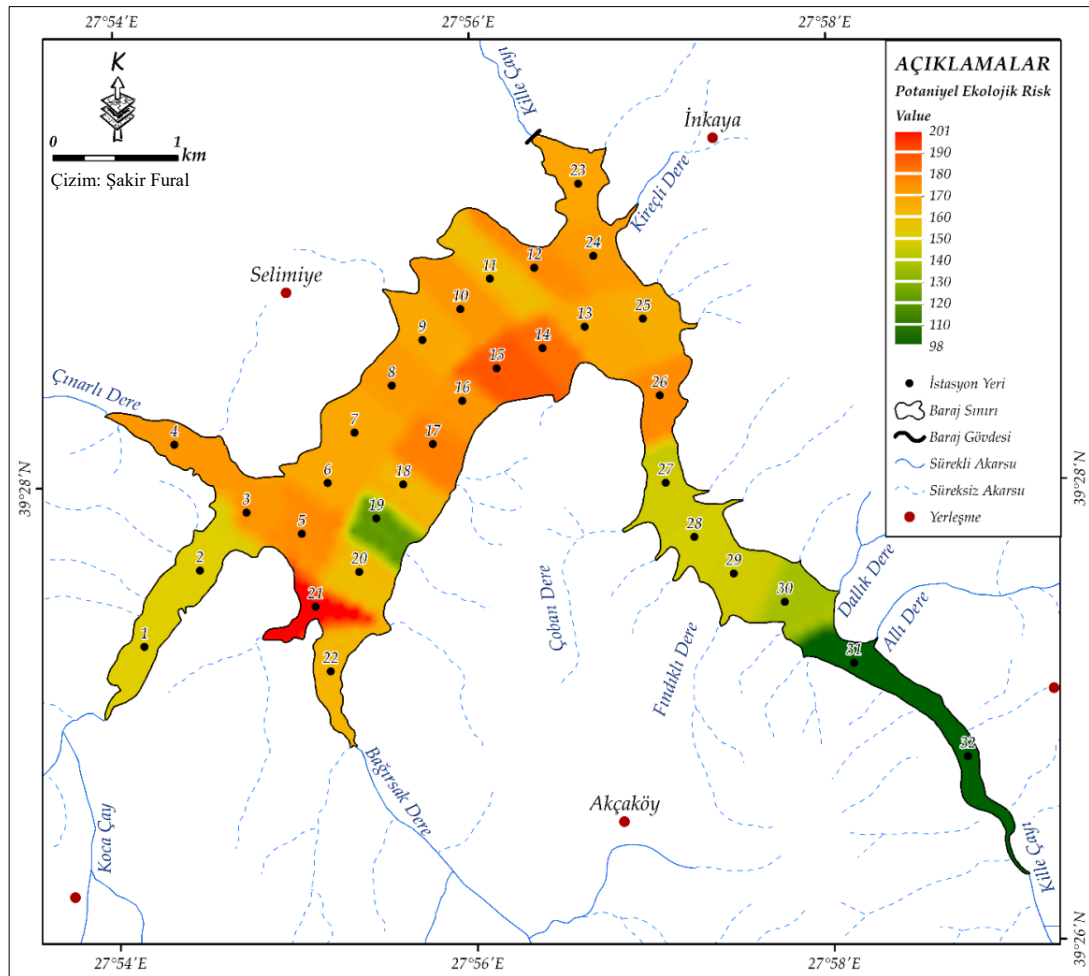 27°54'E
27°56'E
27°58'E
K
0
1
km
Çizim: Şakir Fural
Kille Çayı
İnkaya
Kireçli Dere
AÇIKLAMALAR
Potaniyel Ekolojik Risk
Value
201
190
180
170
160
150
140
130
120
110
98
İstasyon Yeri
Baraj Sınırı
Baraj Gövdesi
Sürekli Akarsu
Süreksiz Akarsu
Yerleşme
23
24
12
11
Selimiye
10
25
13
9
14
15
8
26
16
Çınarlı Dere
7
17
4
6
18
27
39°28'N
39°28'N
3
19
5
28
2
20
29
Çoban Dere
Dallık Dere
30
21
Allı Dere
1
31
22
Fındıklı Dere
32
Bağırsak Dere
Akçaköy
Koca Çay
Kille Çayı
39°26'N
27°54'E
27°56'E
27°58'E